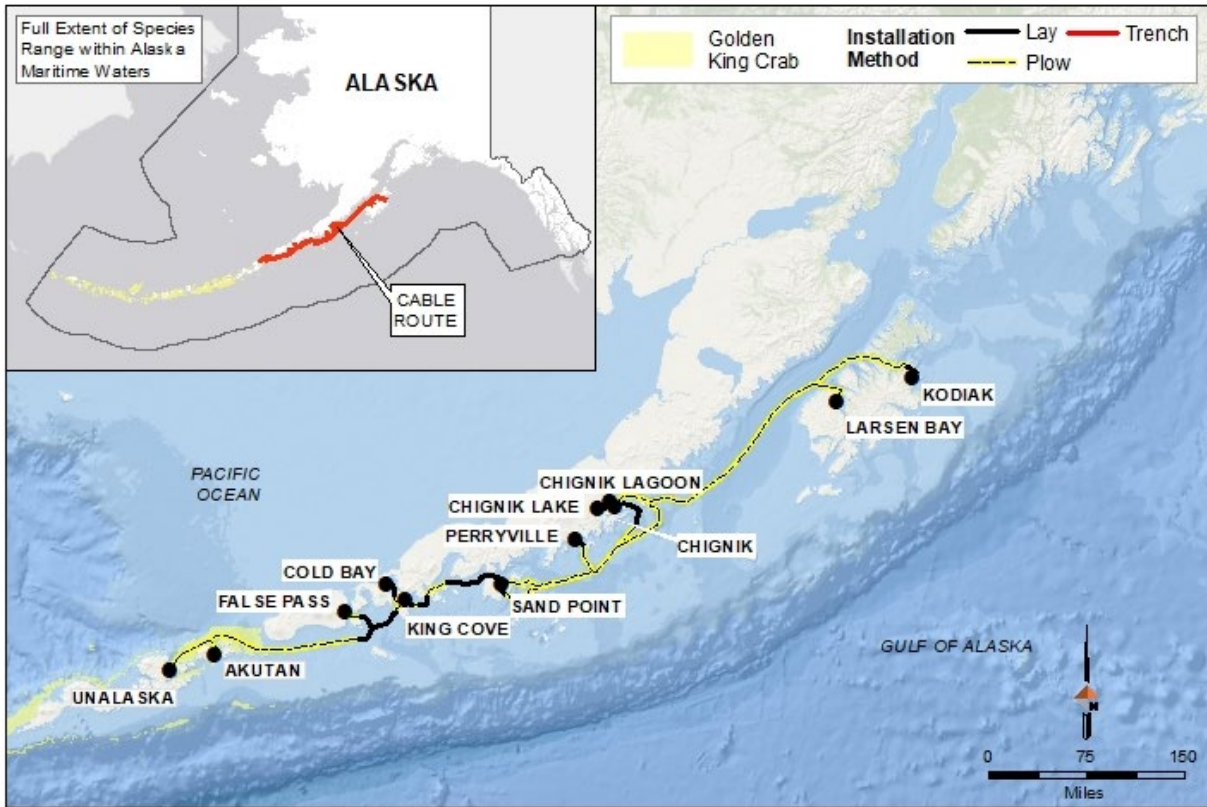 Full Extent of Species
Range within Alaska
Maritime Waters
ALASKA
CABLE
ROUTE
Golden
King Crab
Installation
Method
Lay
Trench
Plow
KODIAK
LARSEN BAY
PACIFIC
OCEAN
CHIGNIK LAGOON
CHIGNIK LAKE
PERRYVILLE
CHIGNIK
COLD BAY
FALSE PASS
SAND POINT
KING COVE
AKUTAN
UNALASKA
GULF OF ALASKA
N
0 75 150
Miles